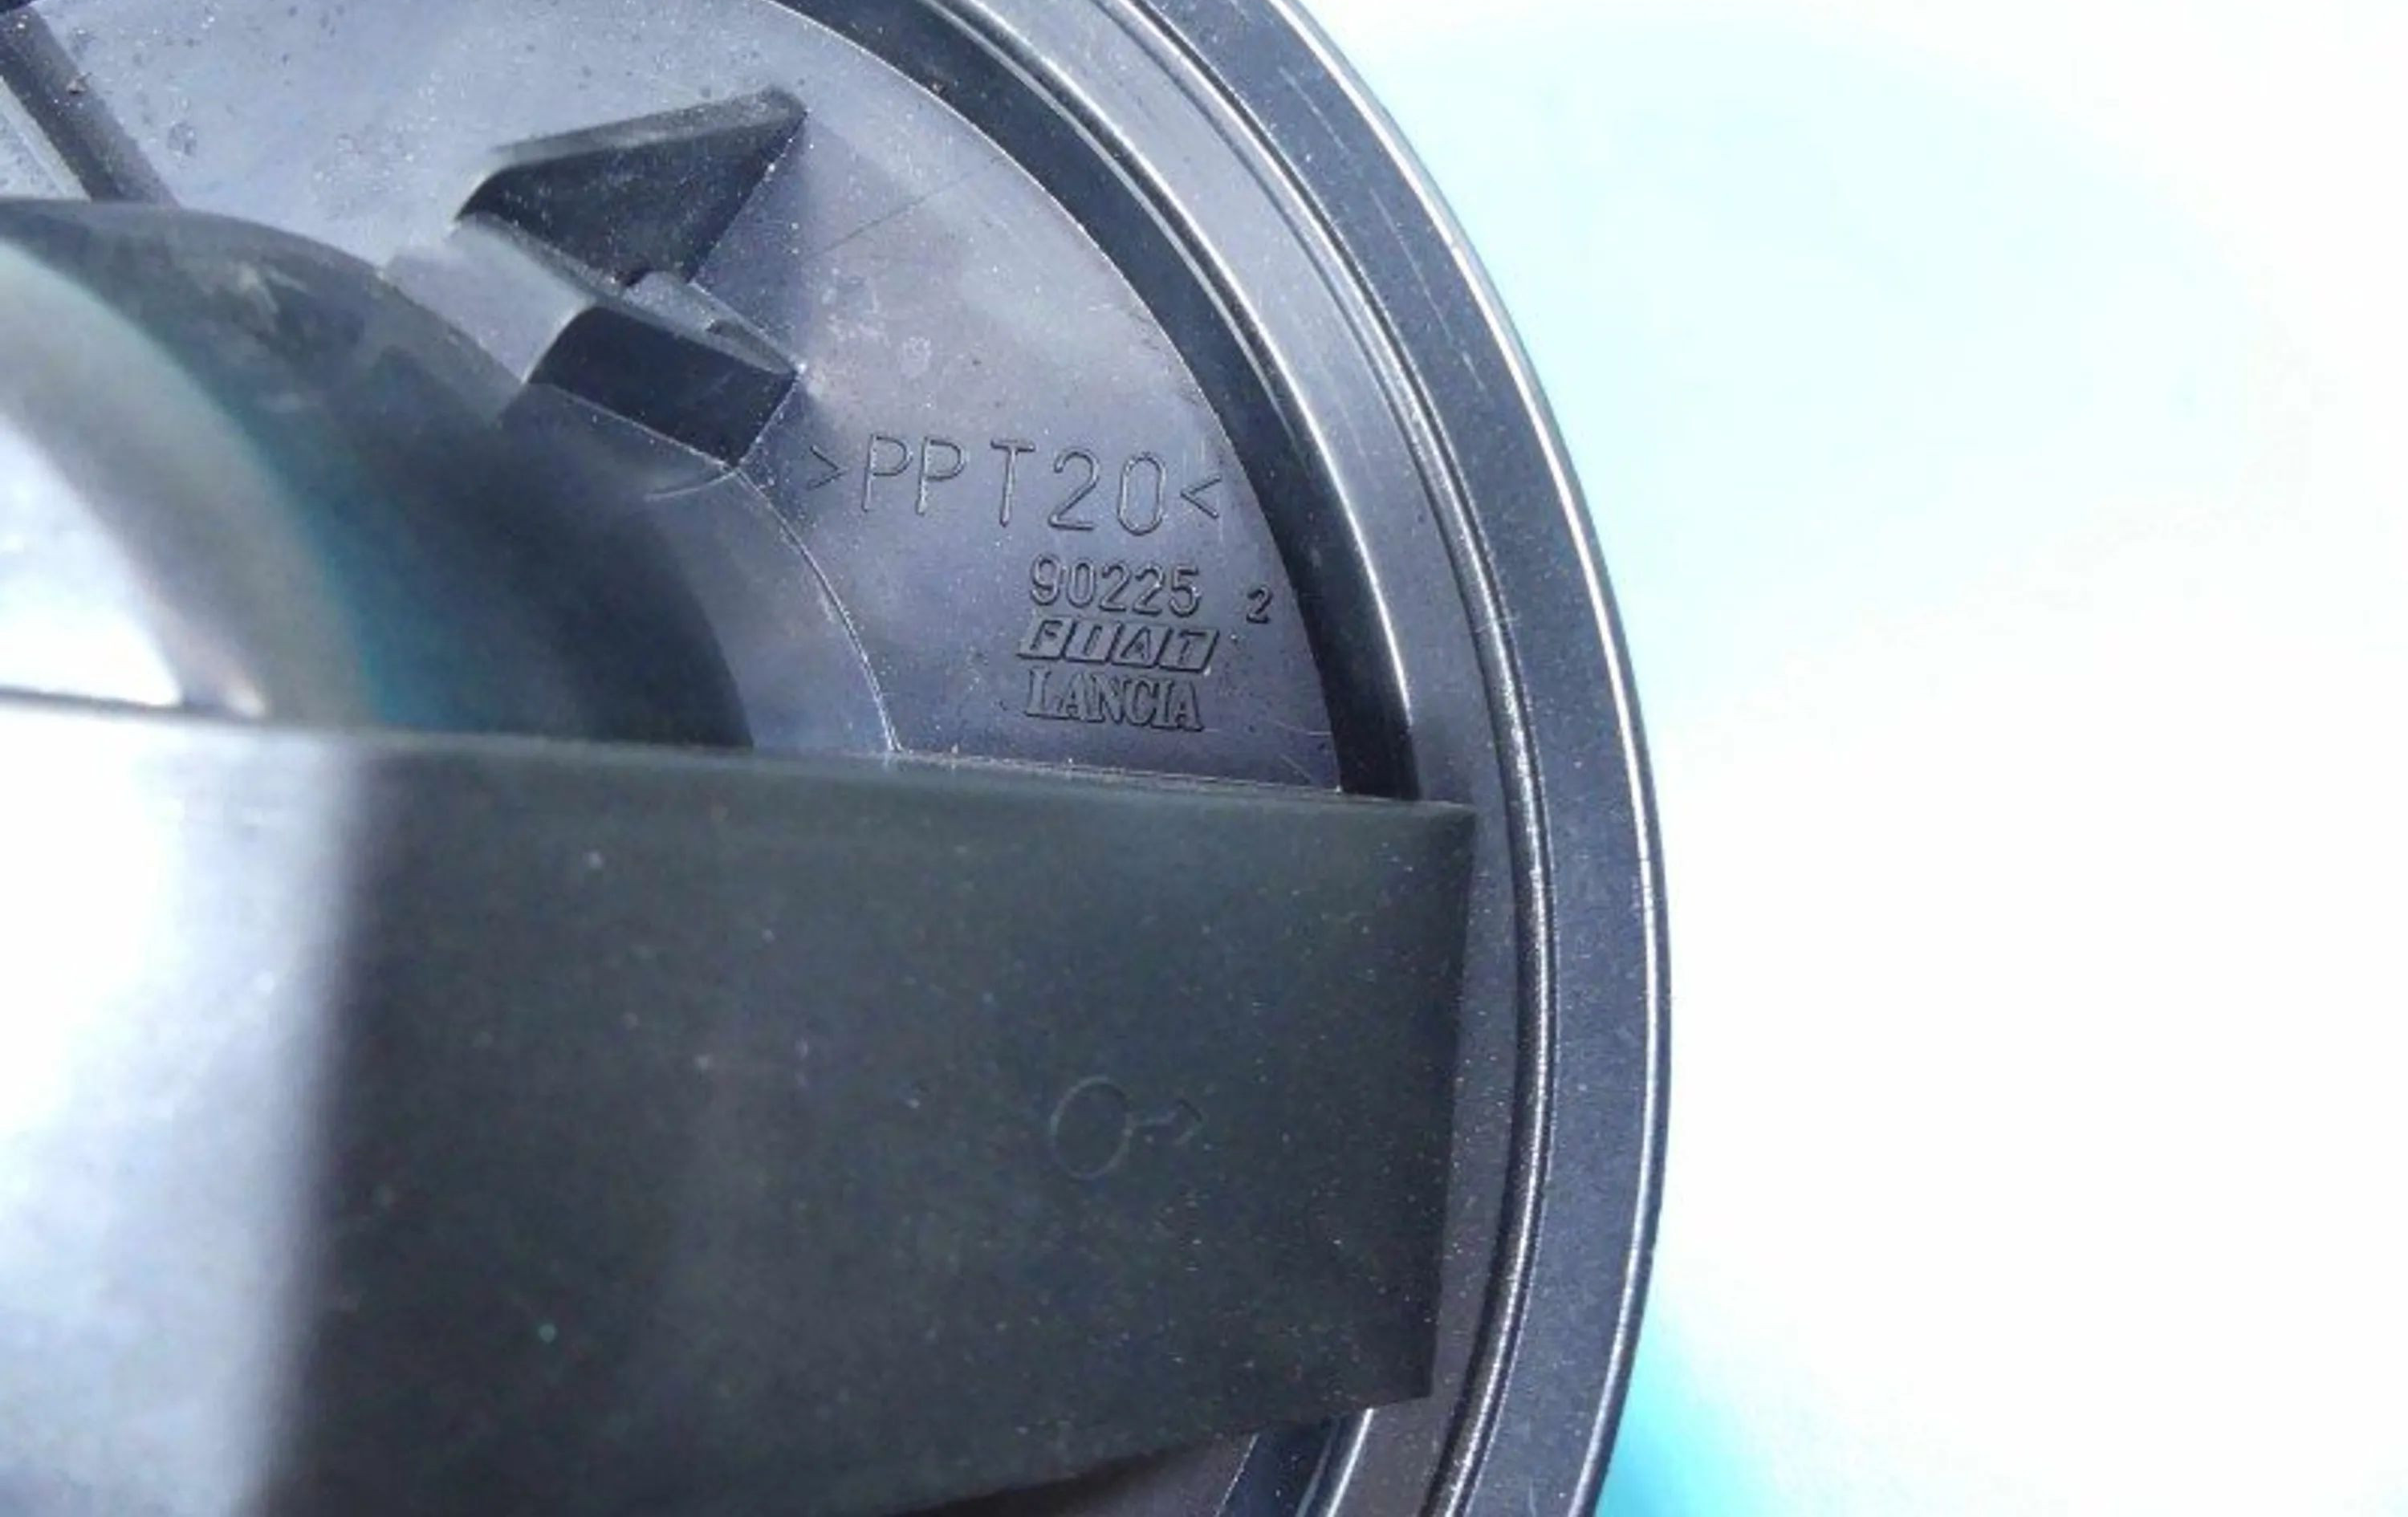 >PPT20<
90225 2
FIAT
LANCIA